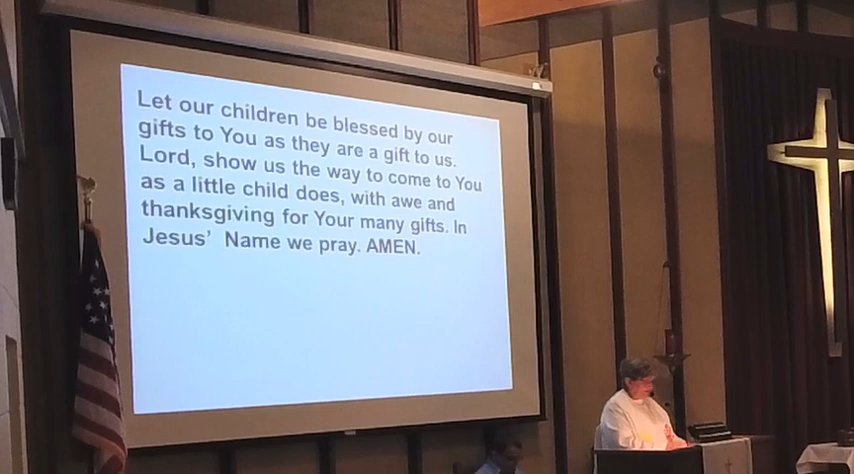 Let our children be blessed by our
gifts to You as they are a gift to us.
Lord, show us the way to come to You
as a little child does, with awe and
thanksgiving for Your many gifts. In
Jesus’ Name we pray. AMEN.